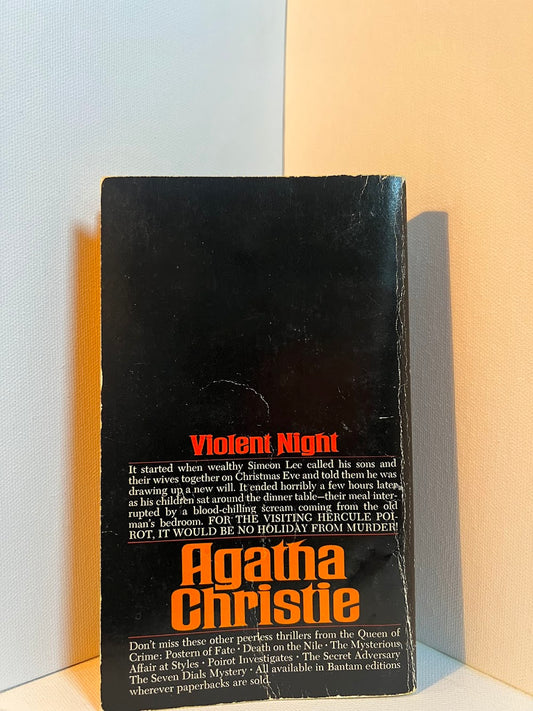 Violent Night
It started when wealthy Simeon Lee called his sons and
their wives together on Christmas Eve and told them he was
drawing up a new will. It ended horribly a few hours later
as his children sat around the dinner table—their meal inter-
rupted by a blood-chilling scream coming from the old
man's bedroom. FOR THE VISITING HERCULE POI-
ROT, IT WOULD BE NO HOLIDAY FROM MURDER!
Agatha
Christie
Don't miss these other peerless thrillers from the Queen of
Crime: Postern of Fate · Death on the Nile · The Mysterious
Affair at Styles · Poirot Investigates · The Secret Adversary
The Seven Dials Mystery · All available in Bantam editions
wherever paperbacks are sold.